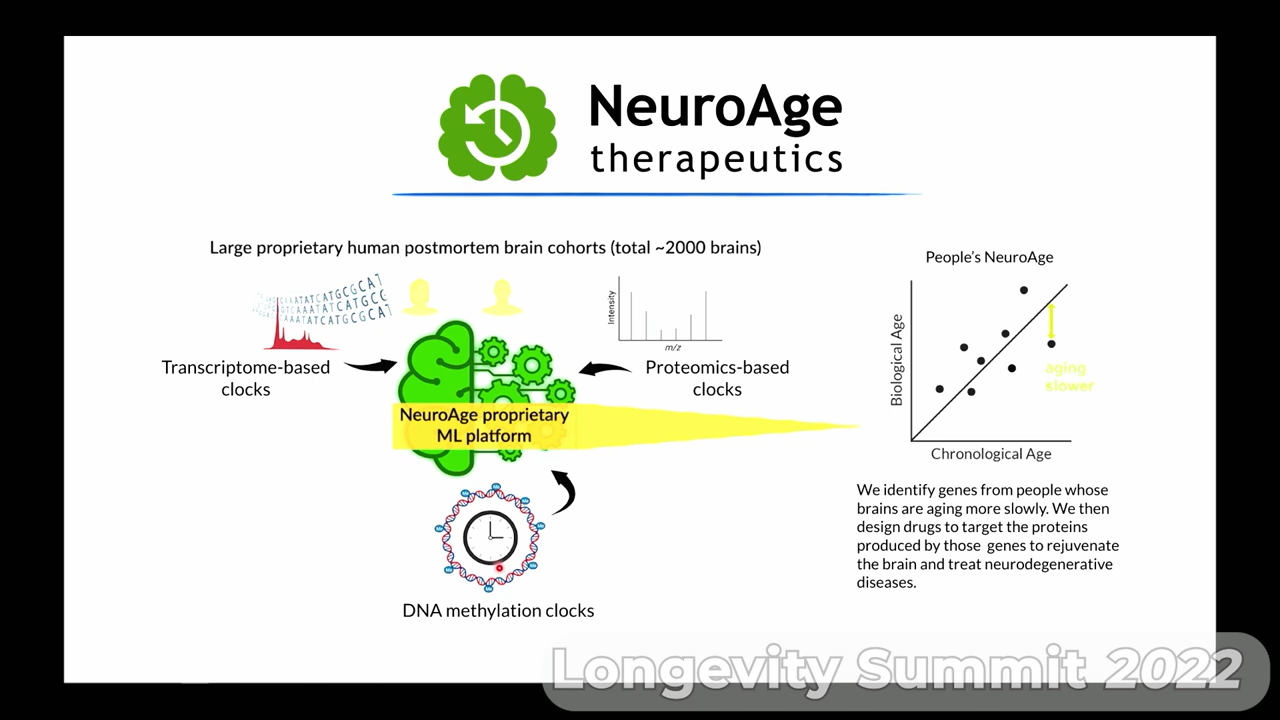 NeuroAge
therapeutics
Large proprietary human postmortem brain cohorts (total ~2000 brains)
Transcriptome-based
clocks
Intensity
m/z
Proteomics-based
clocks
NeuroAge proprietary
ML platform
DNA methylation clocks
People's NeuroAge
Biological Age
aging
slower
Chronological Age
We identify genes from people whose
brains are aging more slowly. We then
design drugs to target the proteins
produced by those genes to rejuvenate
the brain and treat neurodegenerative
diseases.
Longevity Summit 2022